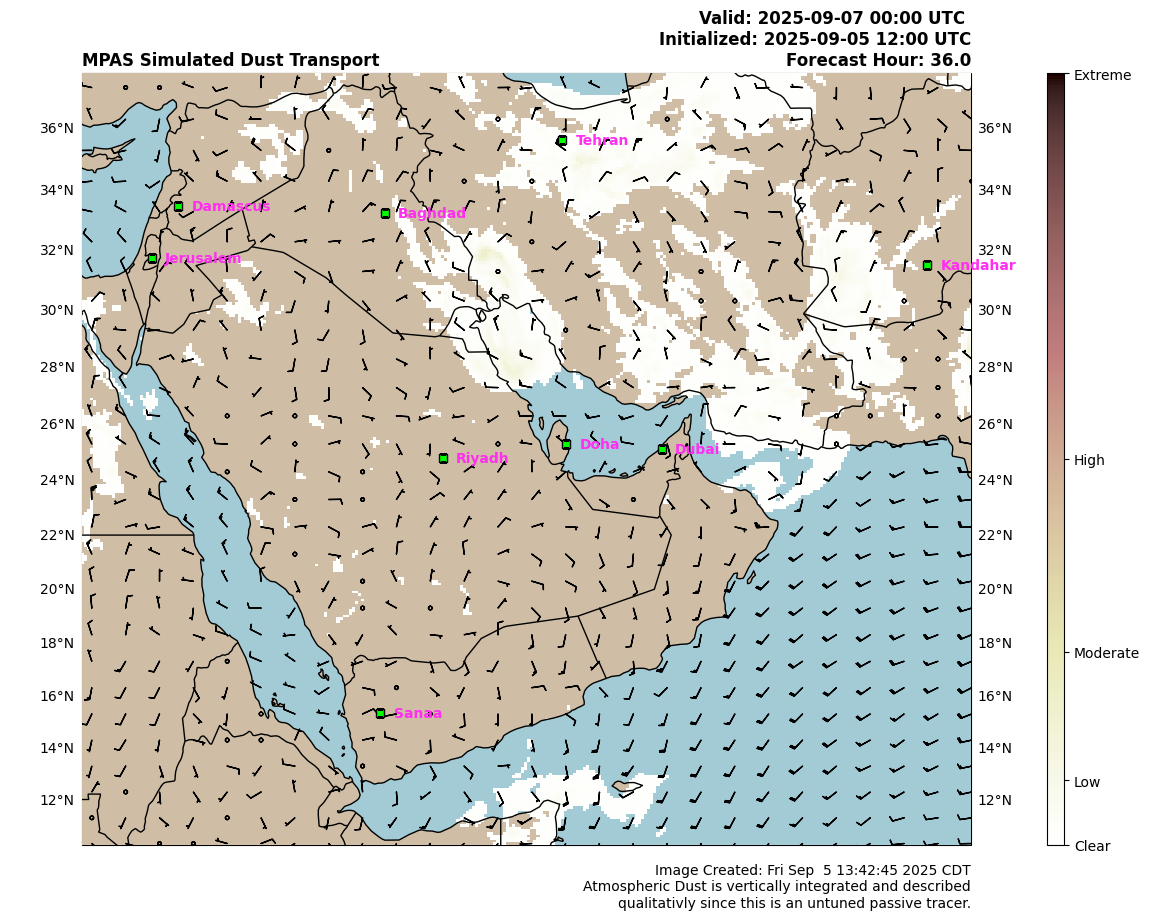 Valid: 2025-09-07 00:00 UTC
Initialized: 2025-09-05 12:00 UTC
MPAS Simulated Dust Transport
Forecast Hour: 36.0
Extreme
36°N
36°N
Tehran
34°N
34°N
Damascus
Baghdad
32°N
32°N
Jerusalem
Kandahar
30°N
30°N
28°N
28°N
26°N
26°N
Doha
Dubai
Riyadh
High
24°N
24°N
22°N
22°N
20°N
20°N
18°N
18°N
Moderate
16°N
16°N
Sanaa
14°N
14°N
Low
12°N
12°N
Clear
Image Created: Fri Sep  5 13:42:45 2025 CDT
Atmospheric Dust is vertically integrated and described
qualitativly since this is an untuned passive tracer.